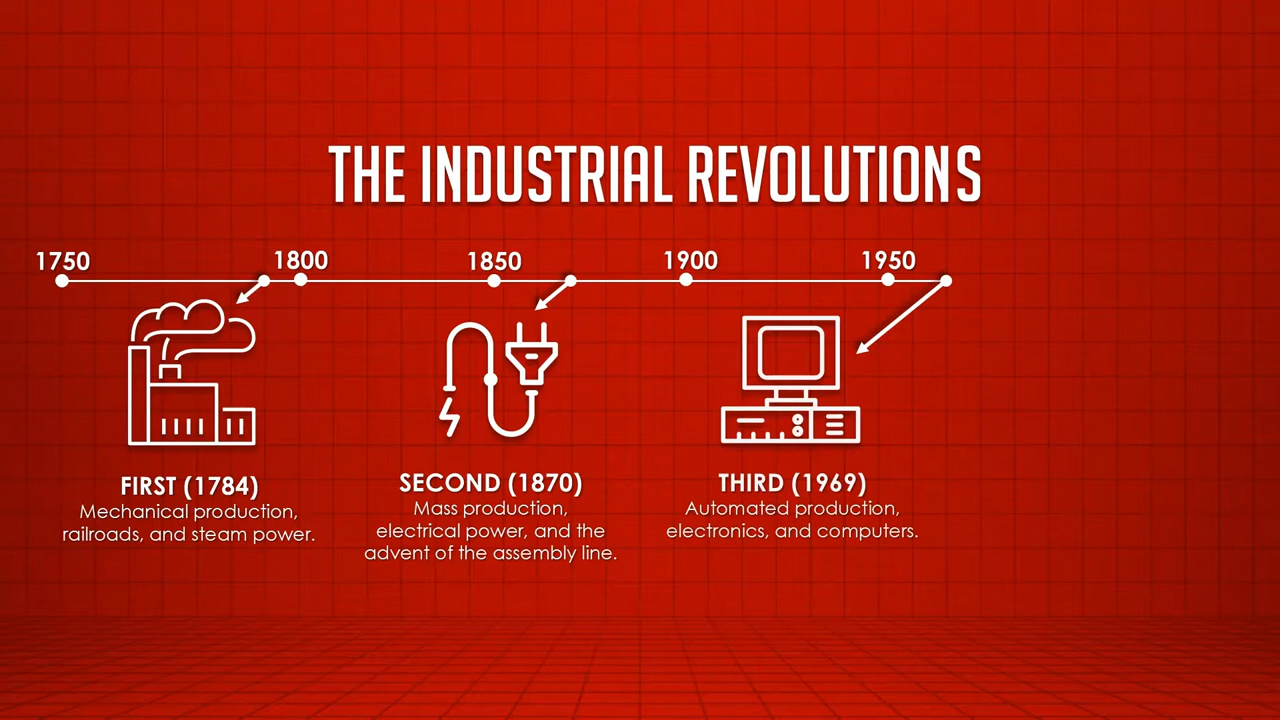 THE INDUSTRIAL REVOLUTIONS
1750
1800
1850
1900
1950
FIRST (1784)
Mechanical production,
railroads, and steam power.
SECOND (1870)
Mass production,
electrical power, and the
advent of the assembly line.
THIRD (1969)
Automated production,
electronics, and computers.